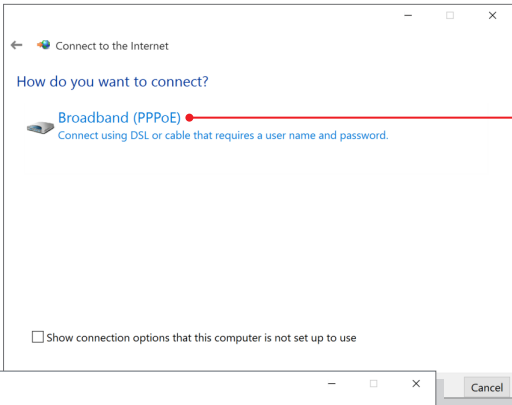 Connect to the Internet
How do you want to connect?
Broadband (PPPoE)
Connect using DSL or cable that requires a user name and password.
Show connection options that this computer is not set up to use
Cancel